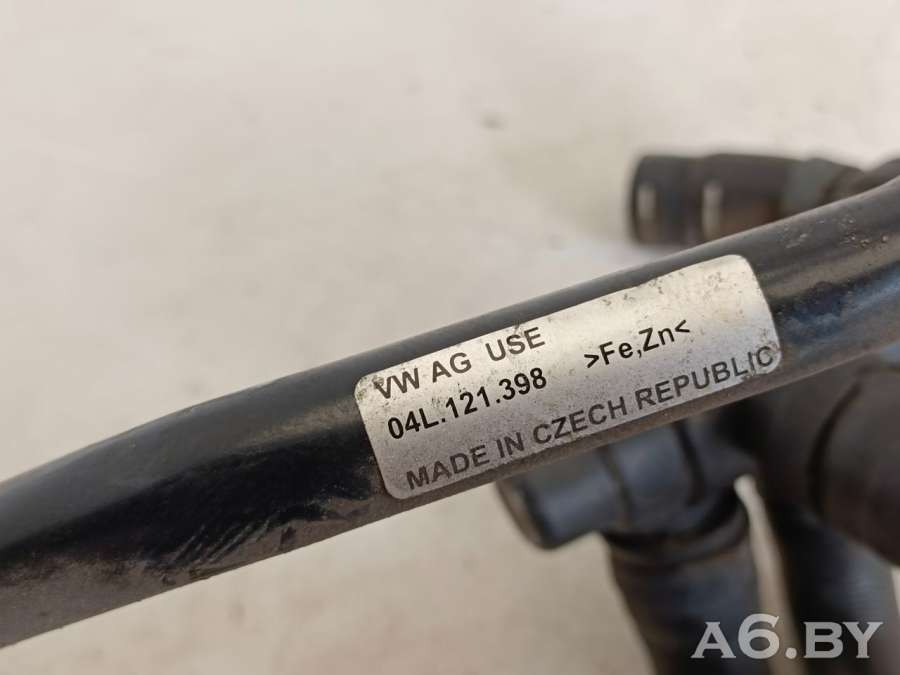 VW AG USE
04L.121.398 >Fe,Zn<
MADE IN CZECH REPUBLIC
A6.BY